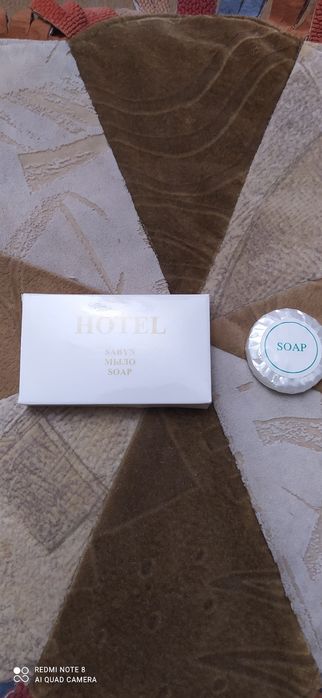 HOTEL
SABYN
МЫЛО
SOAP
SOAP
REDMI NOTE 8
AI QUAD CAMERA